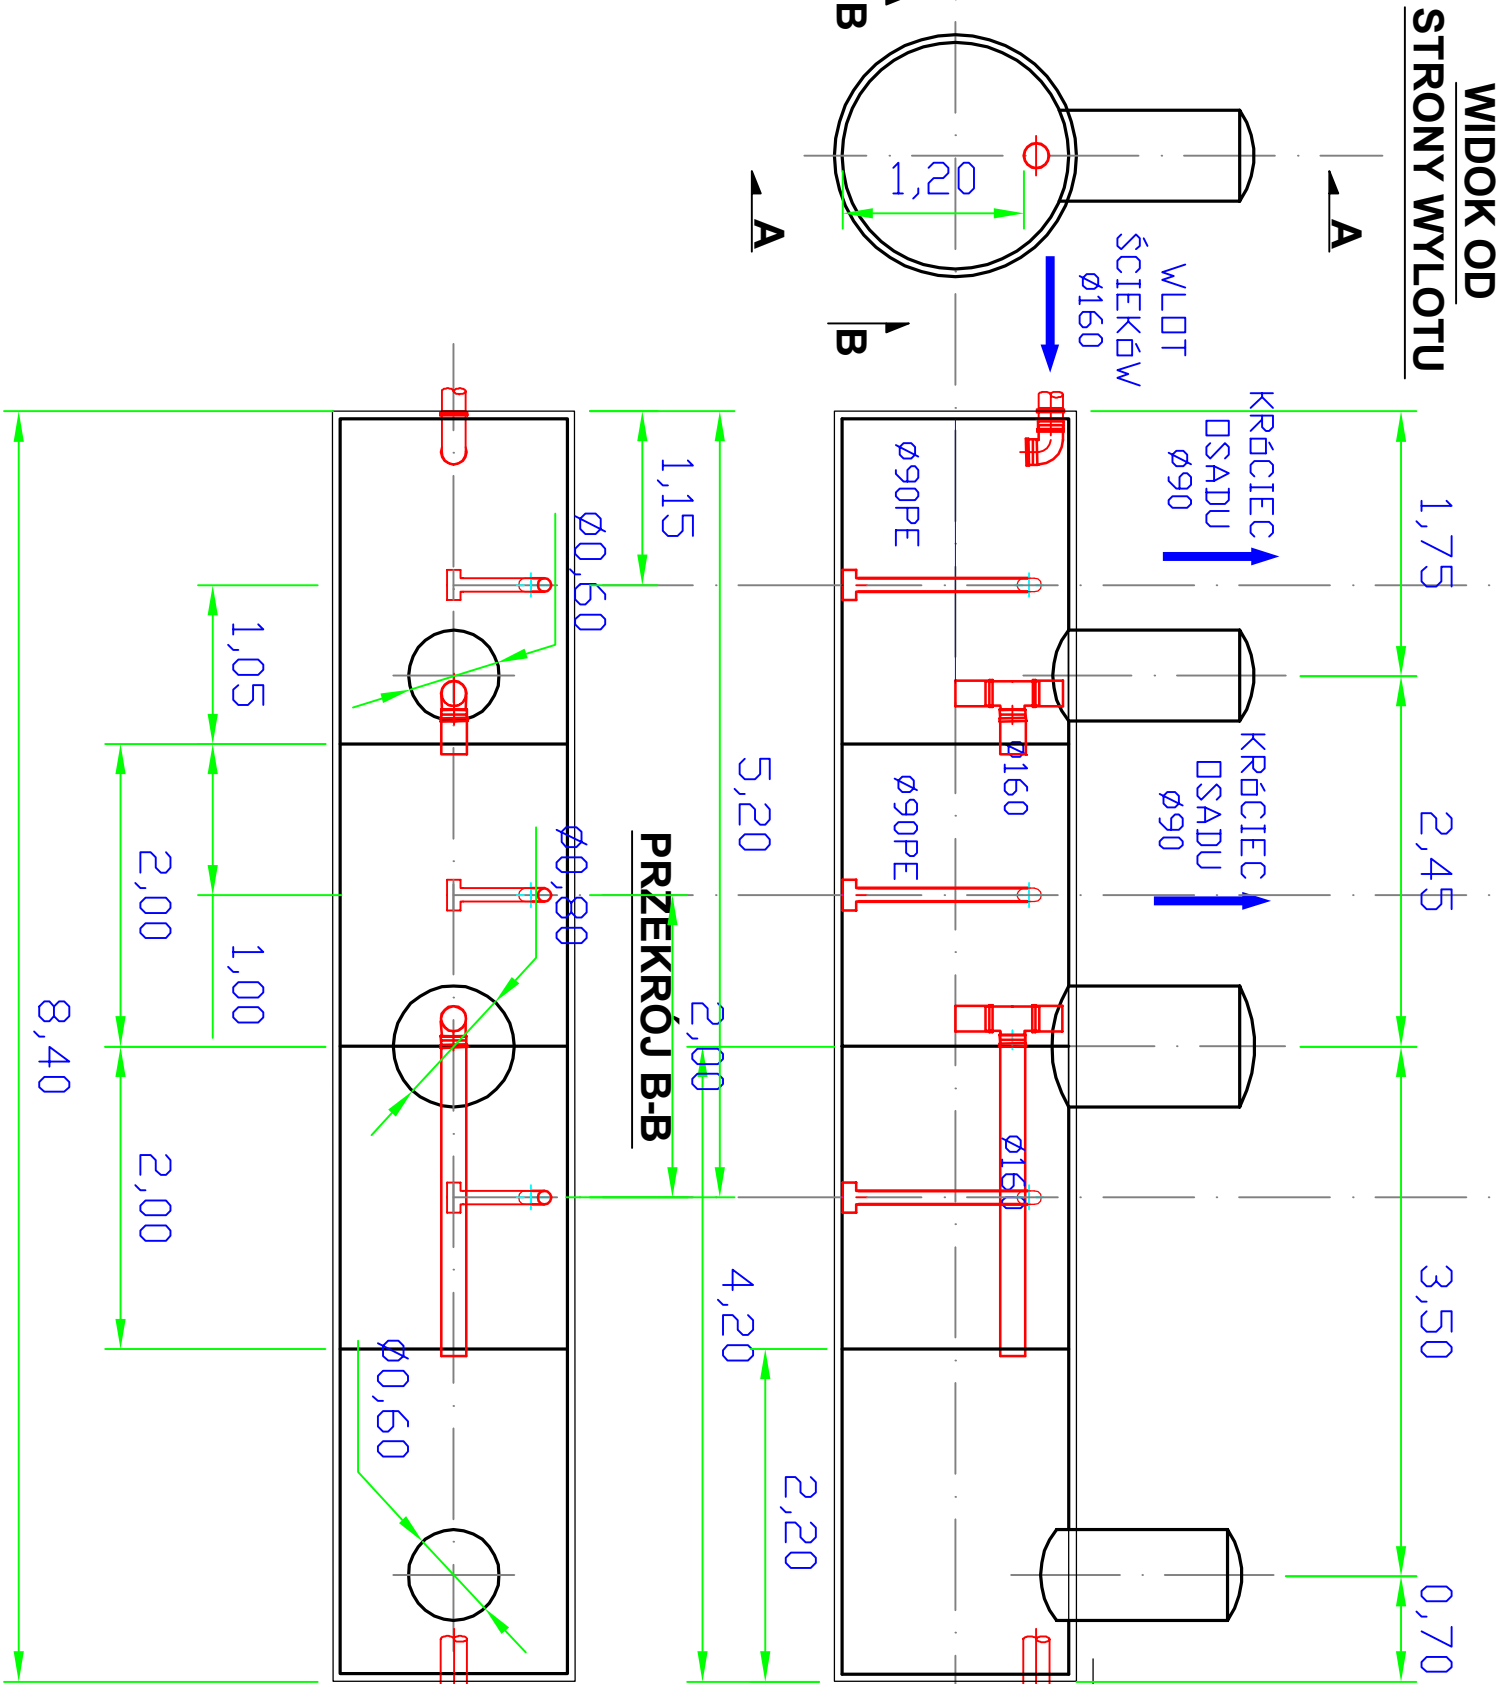 WIDOK OD
STRONY WYLOTU
B
A
A
B
1,20
WLOT
ŚCIEKÓW
ø160
KRÓCIEC
OSADU
ø90
KRÓCIEC
OSADU
ø90
1,75
2,45
3,50
0,70
ø90PE
ø160
ø90PE
ø160
1,15
5,20
2,00
4,20
2,20
PRZEKRÓJ B-B
ø0,60
ø0,80
ø0,60
1,05
1,00
2,00
2,00
8,40